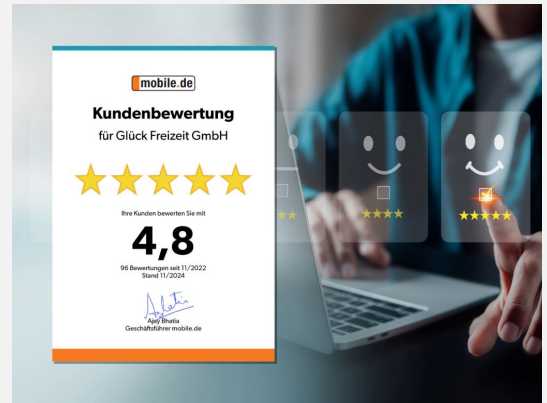 mobile.de
Kundenbewertung
für Glück Freizeit GmbH
Ihre Kunden bewerten Sie mit
4,8
96 Bewertungen seit 11/2022
Stand 11/2024
Ajay Bhatia
Geschäftsführer mobile.de